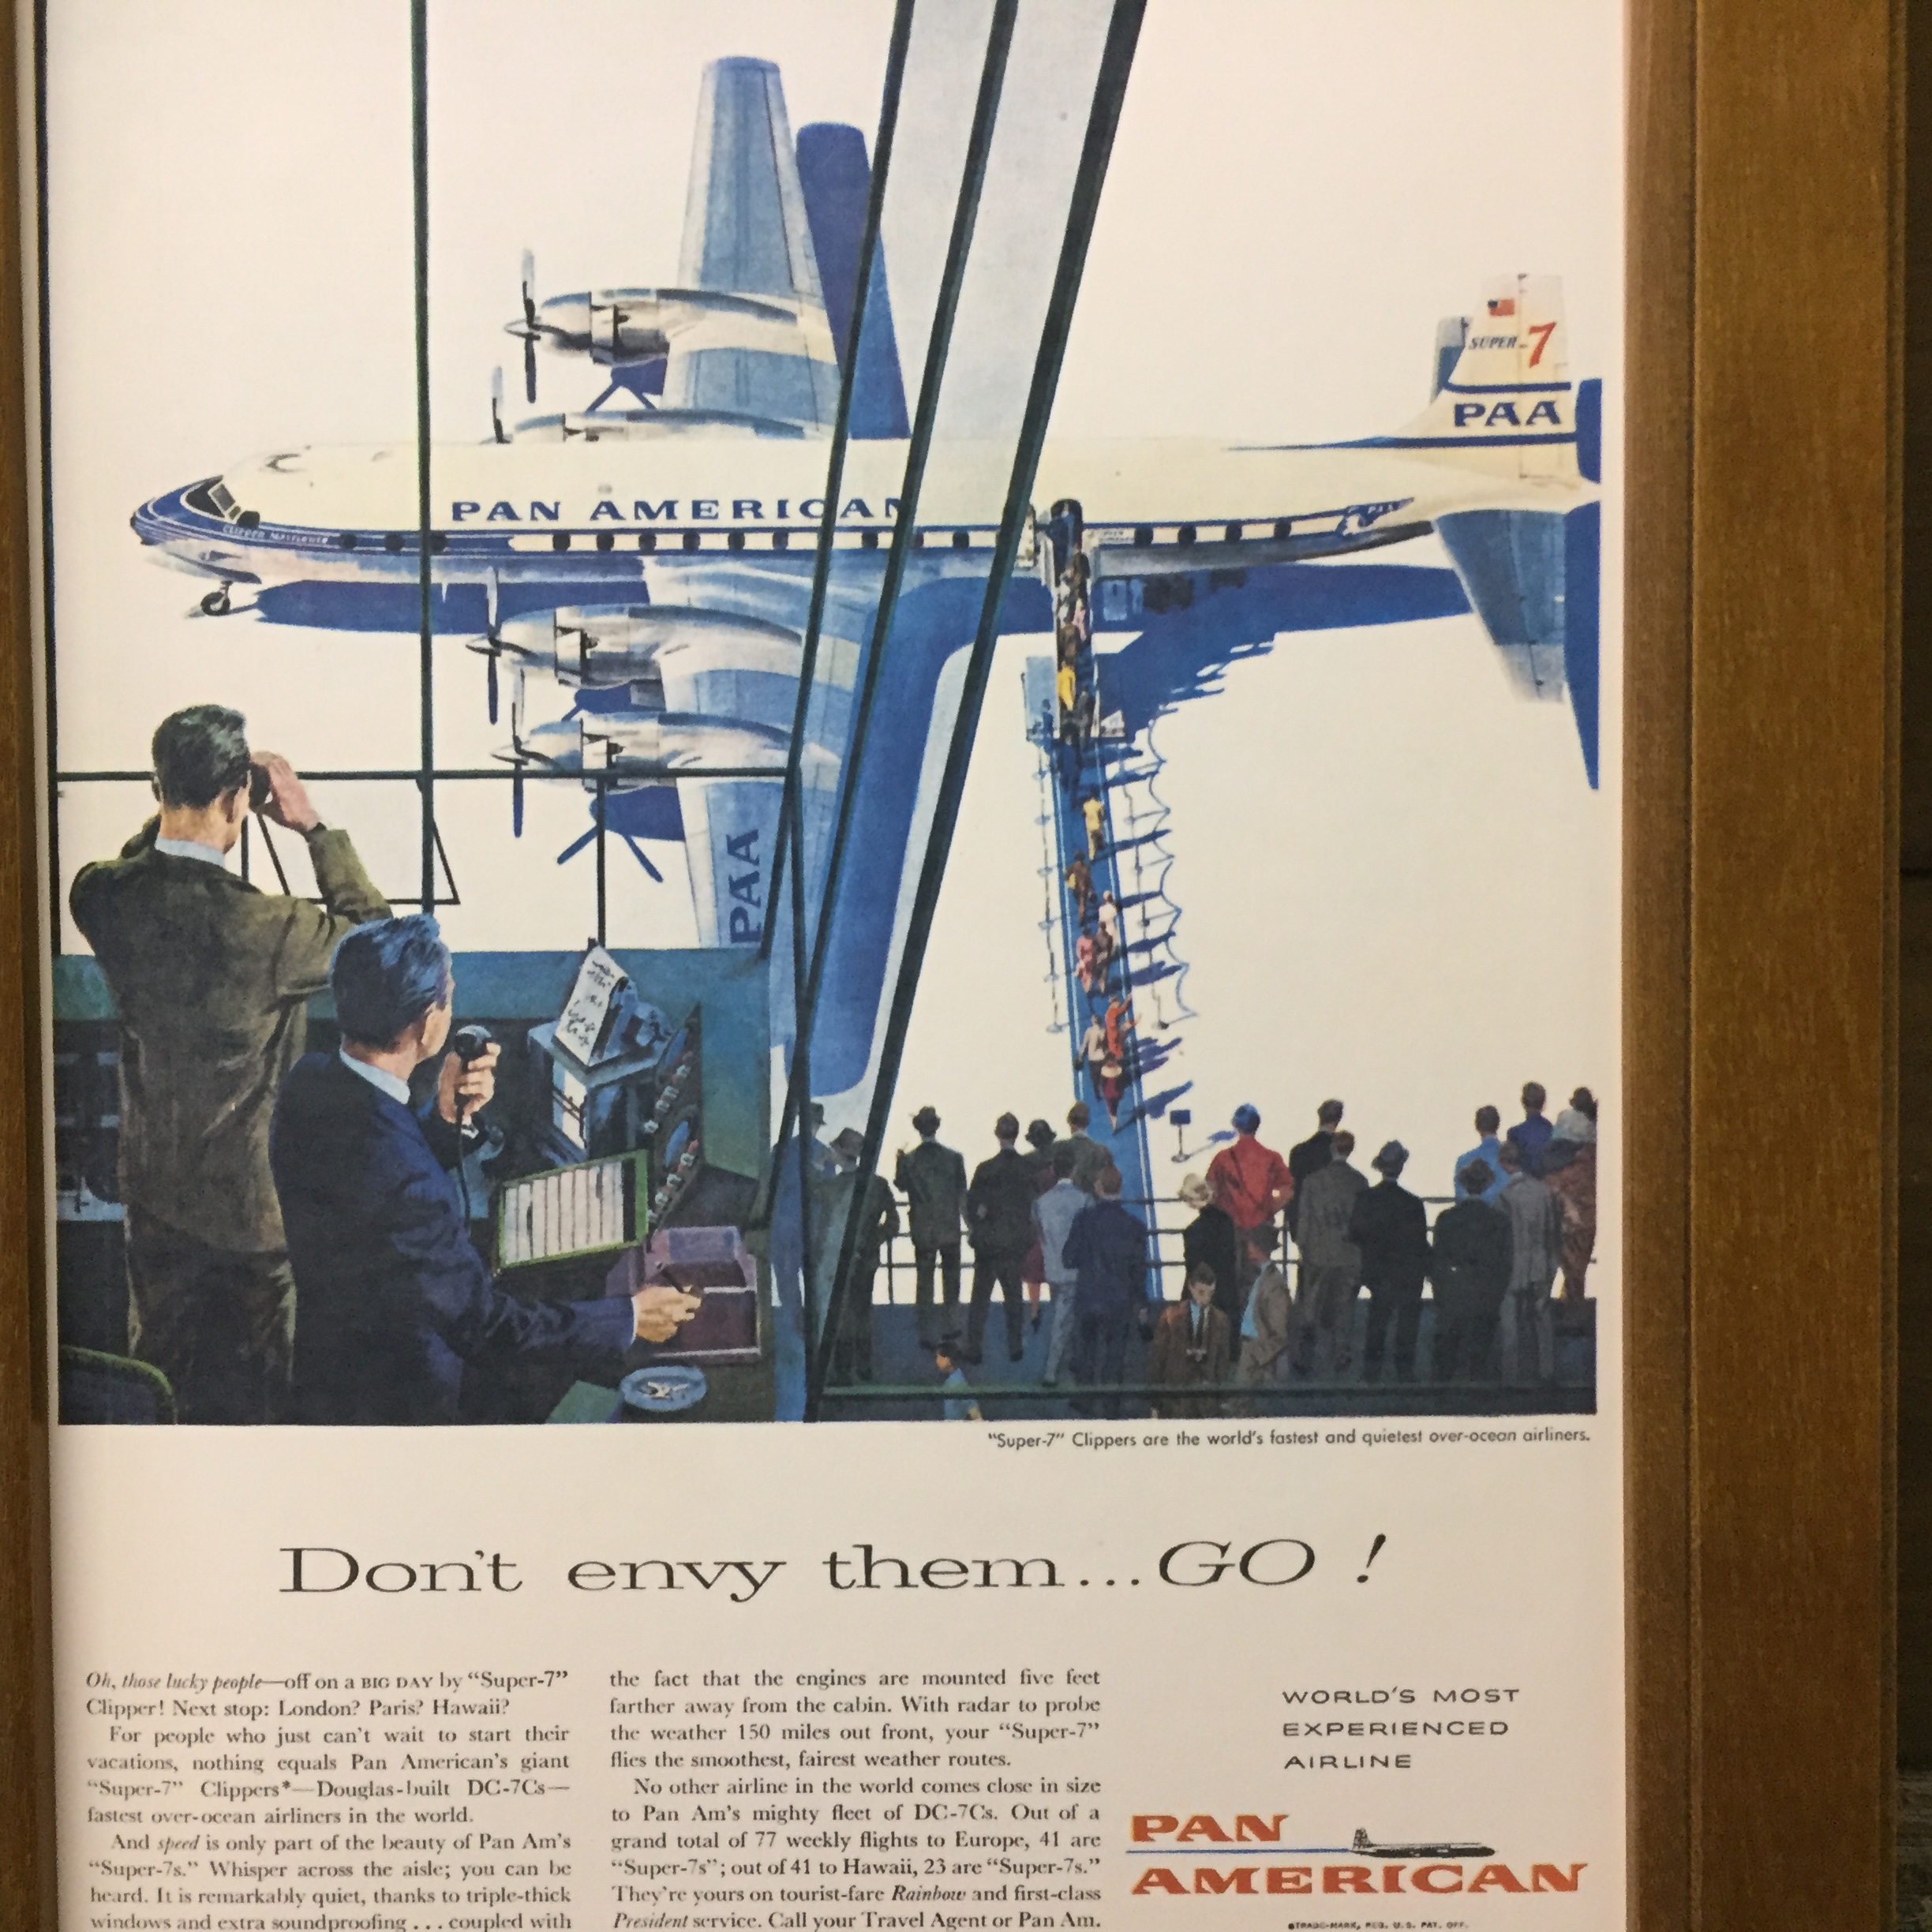 SUPER-7
PAA
PAN AMERICAN
PAA
"Super-7" Clippers are the world's fastest and quietest over-ocean airliners.
Don't envy them...GO!
Oh, those lucky people—off on a BIG DAY by "Super-7"
Clipper! Next stop: London? Paris? Hawaii?
For people who just can't wait to start their
vacations, nothing equals Pan American's giant
"Super-7" Clippers*—Douglas-built DC-7Cs—
fastest over-ocean airliners in the world.
And speed is only part of the beauty of Pan Am's
"Super-7s." Whisper across the aisle; you can be
heard. It is remarkably quiet, thanks to triple-thick
windows and extra soundproofing . . . coupled with
the fact that the engines are mounted five feet
farther away from the cabin. With radar to probe
the weather 150 miles out front, your "Super-7"
flies the smoothest, fairest weather routes.
No other airline in the world comes close in size
to Pan Am's mighty fleet of DC-7Cs. Out of a
grand total of 77 weekly flights to Europe, 41 are
"Super-7s"; out of 41 to Hawaii, 23 are "Super-7s."
They're yours on tourist-fare Rainbow and first-class
President service. Call your Travel Agent or Pan Am.
WORLD'S MOST
EXPERIENCED
AIRLINE
PAN
AMERICAN
*TRADE-MARK, REG. U.S. PAT. OFF.